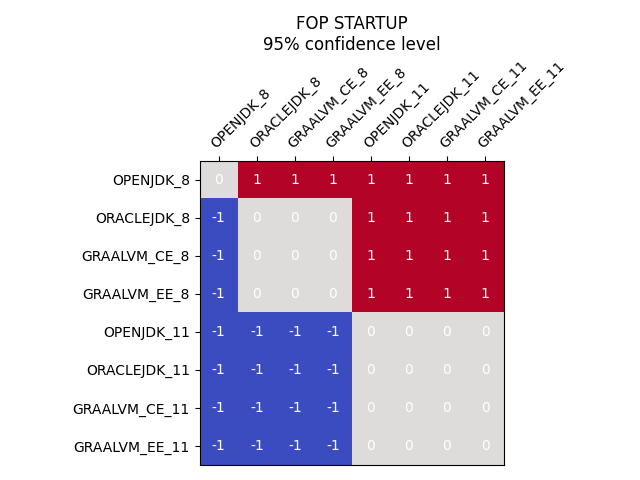 FOP STARTUP
95% confidence level
OPENJDK_8 ORACLEJDK_8 GRAALVM_CE_8 GRAALVM_EE_8 OPENJDK_11 ORACLEJDK_11 GRAALVM_CE_11 GRAALVM_EE_11
OPENJDK_8 0 1 1 1 1 1 1 1
ORACLEJDK_8 -1 0 0 0 1 1 1 1
GRAALVM_CE_8 -1 0 0 0 1 1 1 1
GRAALVM_EE_8 -1 0 0 0 1 1 1 1
OPENJDK_11 -1 -1 -1 -1 0 0 0 0
ORACLEJDK_11 -1 -1 -1 -1 0 0 0 0
GRAALVM_CE_11 -1 -1 -1 -1 0 0 0 0
GRAALVM_EE_11 -1 -1 -1 -1 0 0 0 0